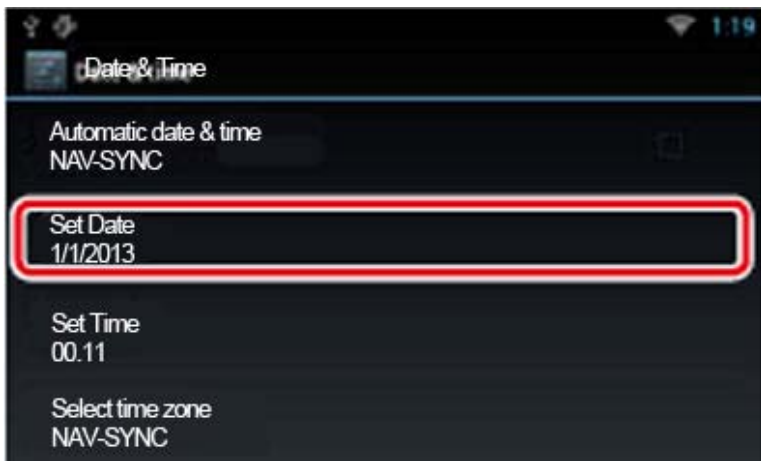 1:19
Date & Time
Automatic date & time
NAV-SYNC
Set Date
1/1/2013
Set Time
00.11
Select time zone
NAV-SYNC